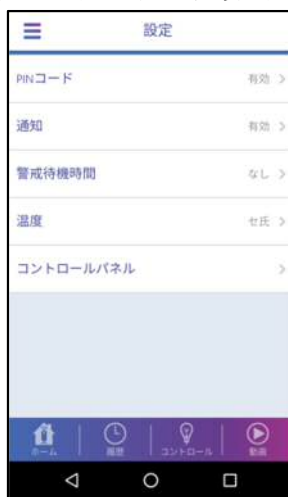 設定
PINコード 有効
通知 有効
警戒待機時間 なし
温度 セ氏
コントロールパネル
ホーム 履歴 コントロール 動画